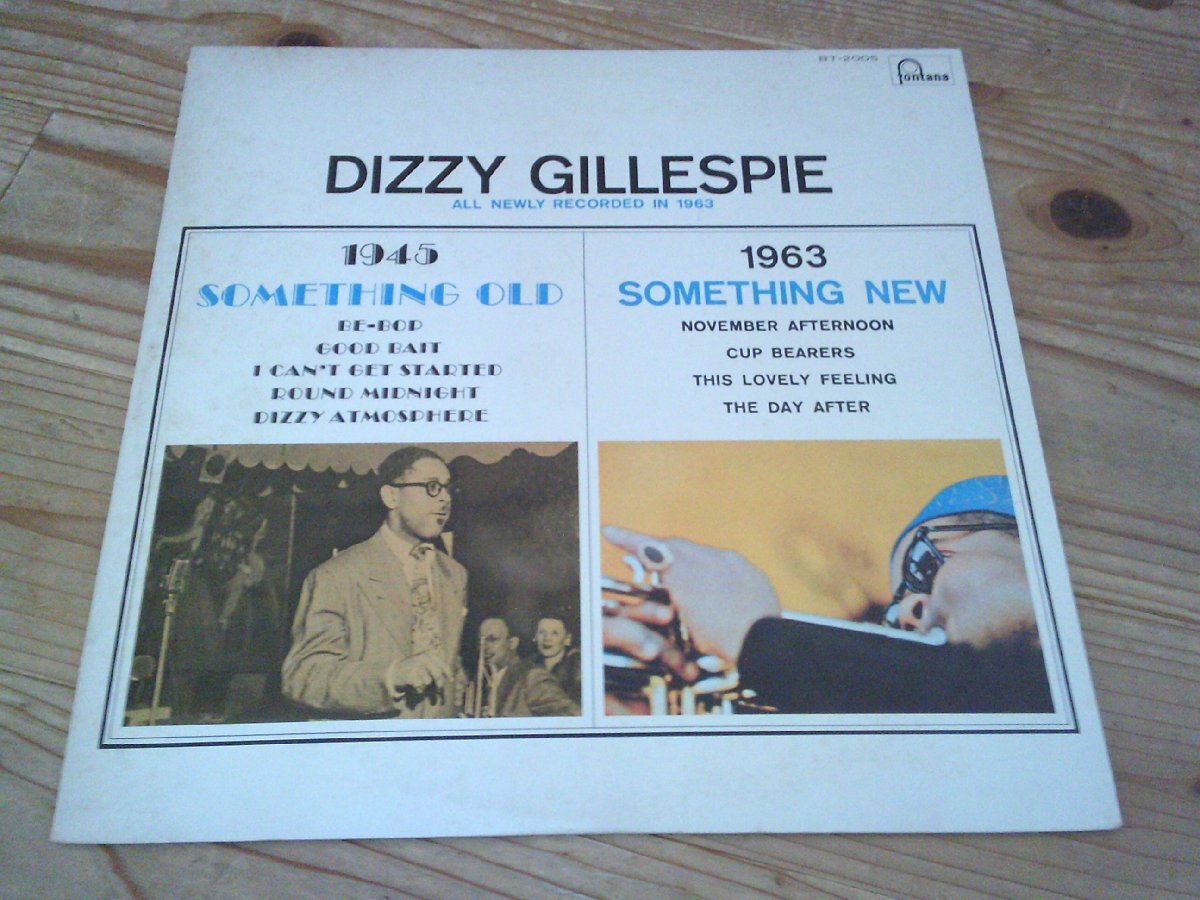 BT-2005
fontana
DIZZY GILLESPIE
ALL NEWLY RECORDED IN 1963
1945
SOMETHING OLD
BE-BOP
GOOD BAIT
I CAN'T GET STARTED
ROUND MIDNIGHT
DIZZY ATMOSPHERE
1963
SOMETHING NEW
NOVEMBER AFTERNOON
CUP BEARERS
THIS LOVELY FEELING
THE DAY AFTER